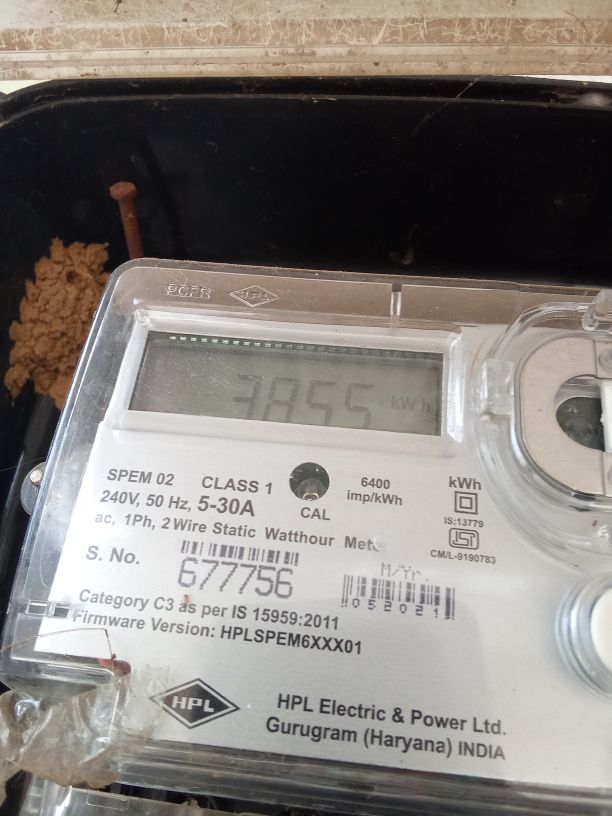 HPL
3855 kWh
SPEM 02 CLASS 1 6400 imp/kWh kWh
240V, 50 Hz, 5-30A CAL IS:13779
ac, 1Ph, 2 Wire Static Watthour CM/L-9190763
S. No. 677756
M/Yr. 052021
Category C3 as per IS 15959:2011
Firmware Version: HPLSPEM6XXX01
HPL
HPL Electric & Power Ltd.
Gurugram (Haryana) INDIA